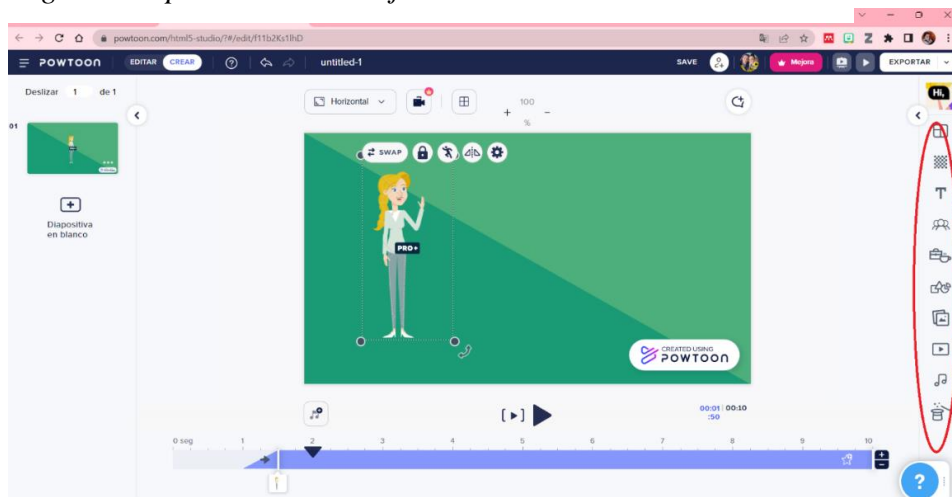 powtoon.com/html5-studio/?#/edit/f11b2Ks1lhD
POWTOON EDITAR CREAR ? untitled-1 SAVE Mejora EXPORTAR
Deslizar 1 de 1
Horizontal
100
%
Hi,
01
SWAP
T
Diapositiva
en blanco
PRO+
CREATED USING
POWTOON
00:01 00:10
:50
0 seg 1 2 3 4 5 6 7 8 9 10
?